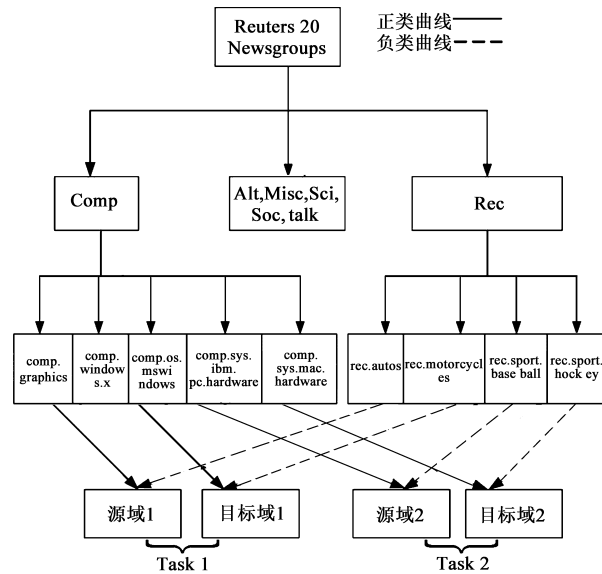 Reuters 20
Newsgroups
正类曲线
负类曲线
Comp
Alt,Misc,Sci,
Soc, talk
Rec
comp.
graphics
comp.
window
s.x
comp.os.
mswi
ndows
comp.sys.
ibm.
pc.hardware
comp.
sys.mac.
hardware
rec.autos
rec.motorcycl
es
rec.sport.
base ball
rec.sport.
hock ey
源域1
目标域1
源域2
目标域2
Task 1
Task 2